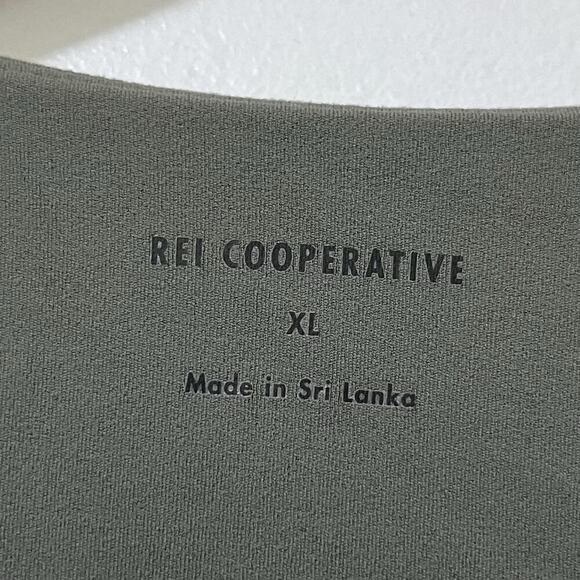 REI COOPERATIVE
XL
Made in Sri Lanka